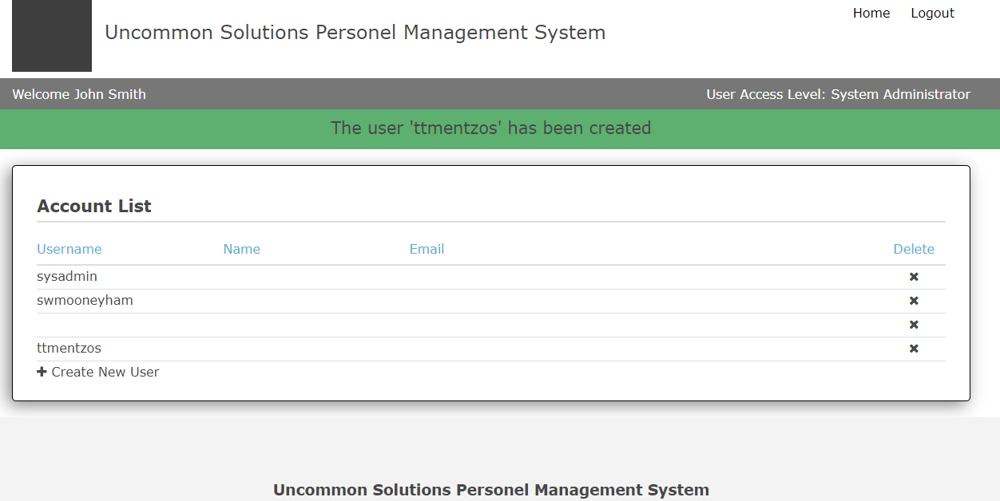 Home Logout
Uncommon Solutions Personel Management System
Welcome John Smith User Access Level: System Administrator
The user 'ttmentzos' has been created
Account List
Username Name Email Delete
sysadmin ✖
swmooneyham ✖
✖
ttmentzos ✖
✚ Create New User
Uncommon Solutions Personel Management System